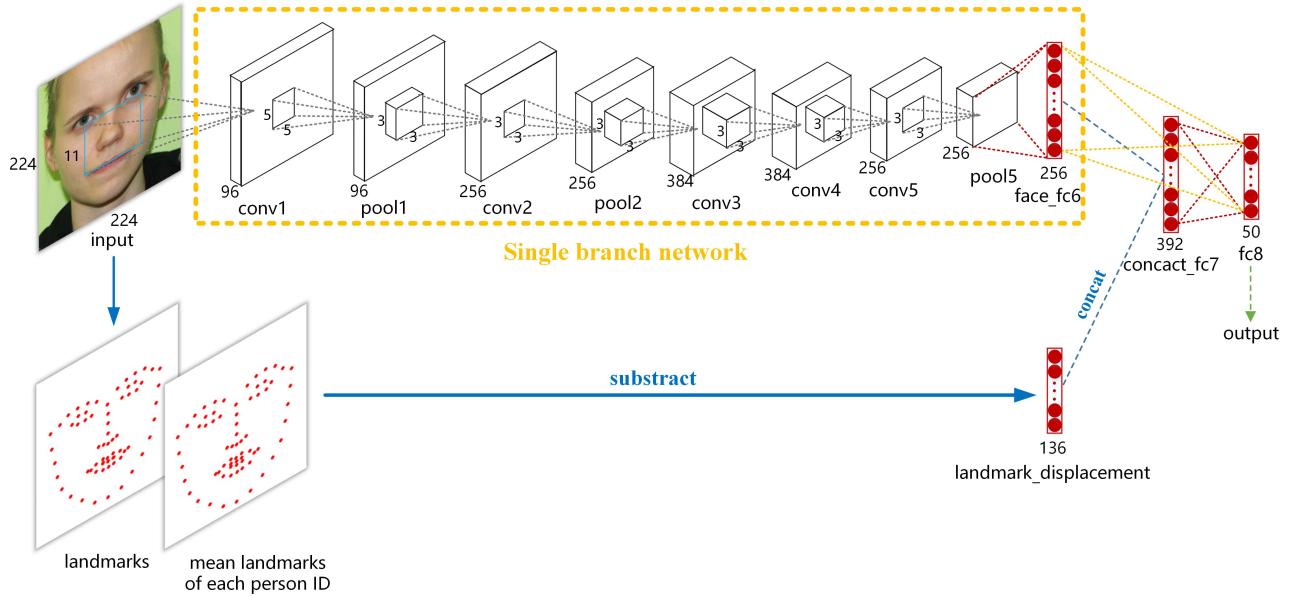 224
11
224
input
96
5
5
conv1
96
3
3
pool1
256
3
3
conv2
256
3
3
pool2
384
3
3
conv3
384
3
3
conv4
256
3
3
conv5
256
pool5
256
face_fc6
Single branch network
392
concact_fc7
50
fc8
output
concat
substract
136
landmark_displacement
landmarks
mean landmarks
of each person ID